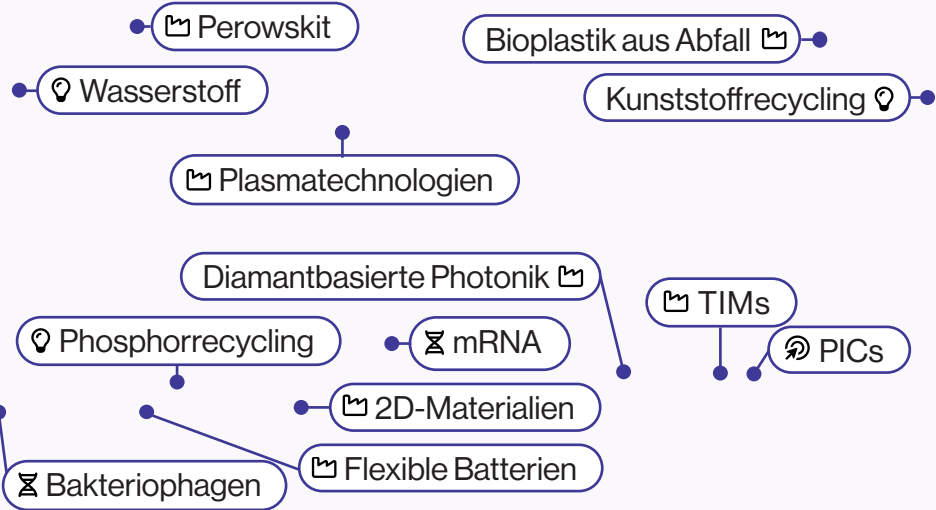 Perowskit
Bioplastik aus Abfall
Wasserstoff
Kunststoffrecycling
Plasmatechnologien
Diamantbasierte Photonik
TIMs
Phosphorrecycling
mRNA
PICs
2D-Materialien
Flexible Batterien
Bakteriophagen